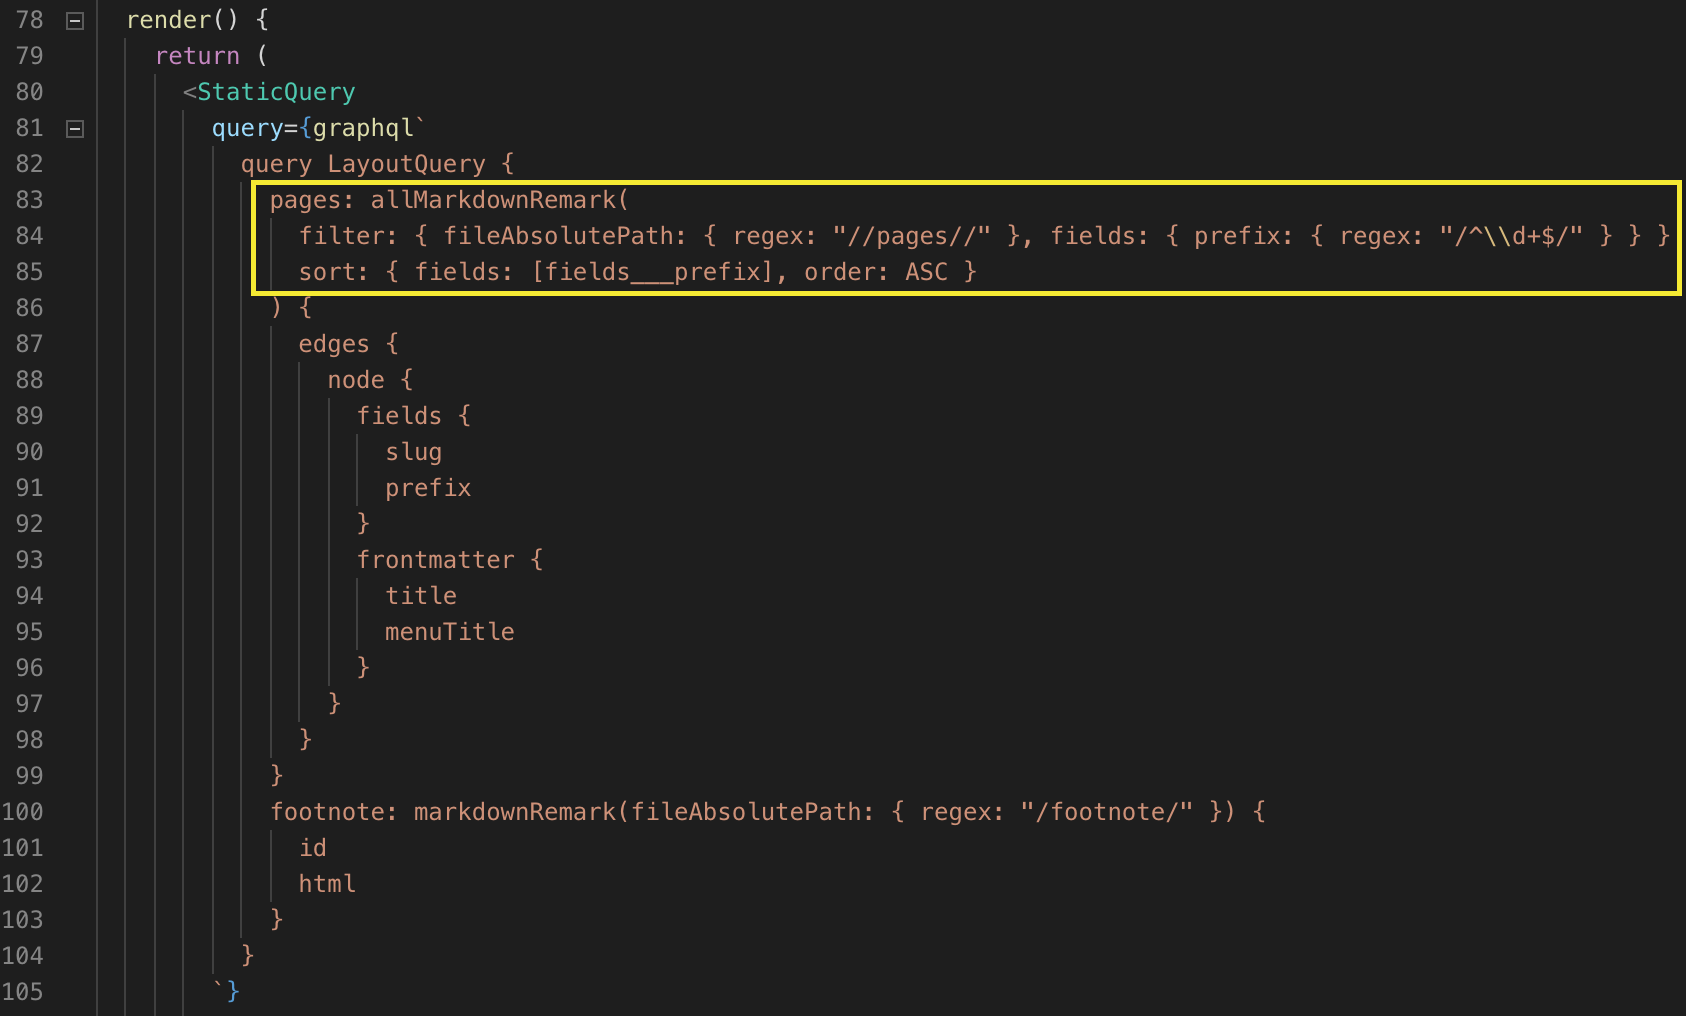 78 render() {
79 return (
80 <StaticQuery
81 query={graphql`
82 query LayoutQuery {
83 pages: allMarkdownRemark(
84 filter: { fileAbsolutePath: { regex: "//pages//" }, fields: { prefix: { regex: "/^\\d+$/" } } }
85 sort: { fields: [fields___prefix], order: ASC }
86 ) {
87 edges {
88 node {
89 fields {
90 slug
91 prefix
92 }
93 frontmatter {
94 title
95 menuTitle
96 }
97 }
98 }
99 }
100 footnote: markdownRemark(fileAbsolutePath: { regex: "/footnote/" }) {
101 id
102 html
103 }
104 }
105 `}